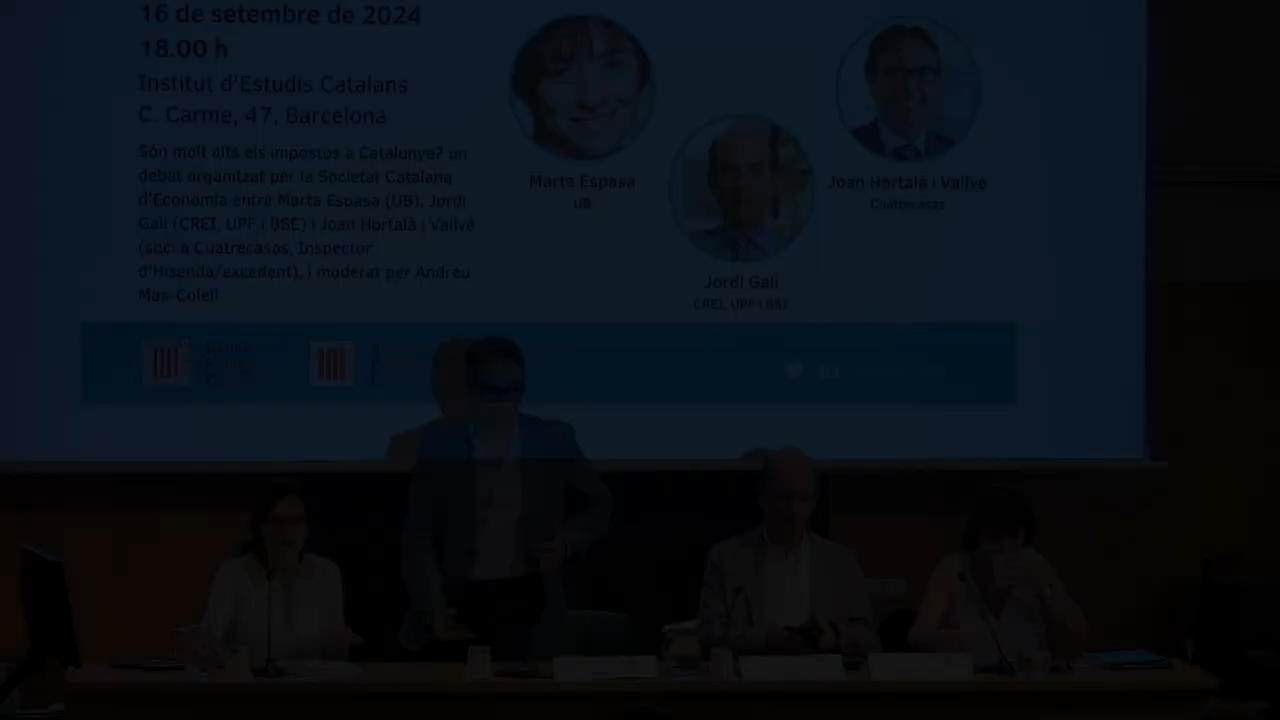 16 de setembre de 2024
18.00 h
Institut d'Estudis Catalans
C. Carme, 47, Barcelona
Són molt alts els impostos a Catalunya? un
debat organitzat per la Societat Catalana
d'Economia entre Marta Espasa (UB), Jordi
Galí (CREI, UPF i BSE) i Joan Hortalà i Vallvé
(soci a Cuatrecasas, Inspector
d'Hisenda/excedent), i moderat per Andreu
Mas-Colell
Marta Espasa
UB
Jordi Galí
CREI, UPF i BSE
Joan Hortalà i Vallvé
Cuatrecasas